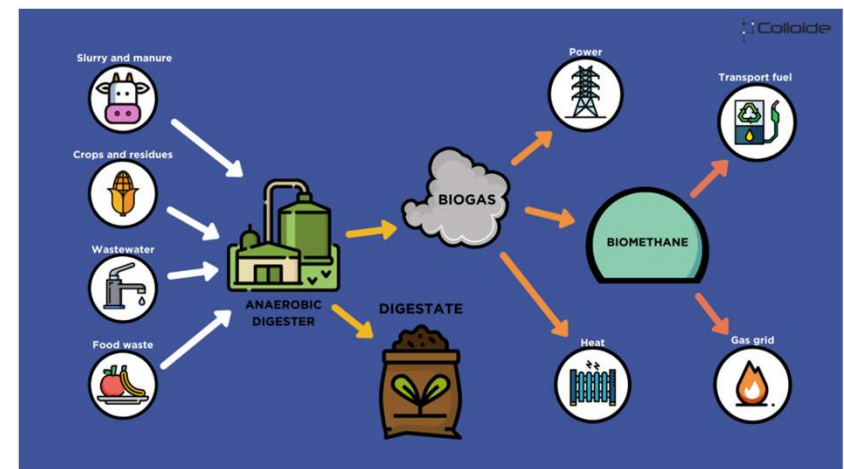 Colloide
Slurry and manure
Power
Transport fuel
Crops and residues
BIOGAS
Wastewater
BIOMETHANE
ANAEROBIC
DIGESTER
DIGESTATE
Food waste
Heat
Gas grid